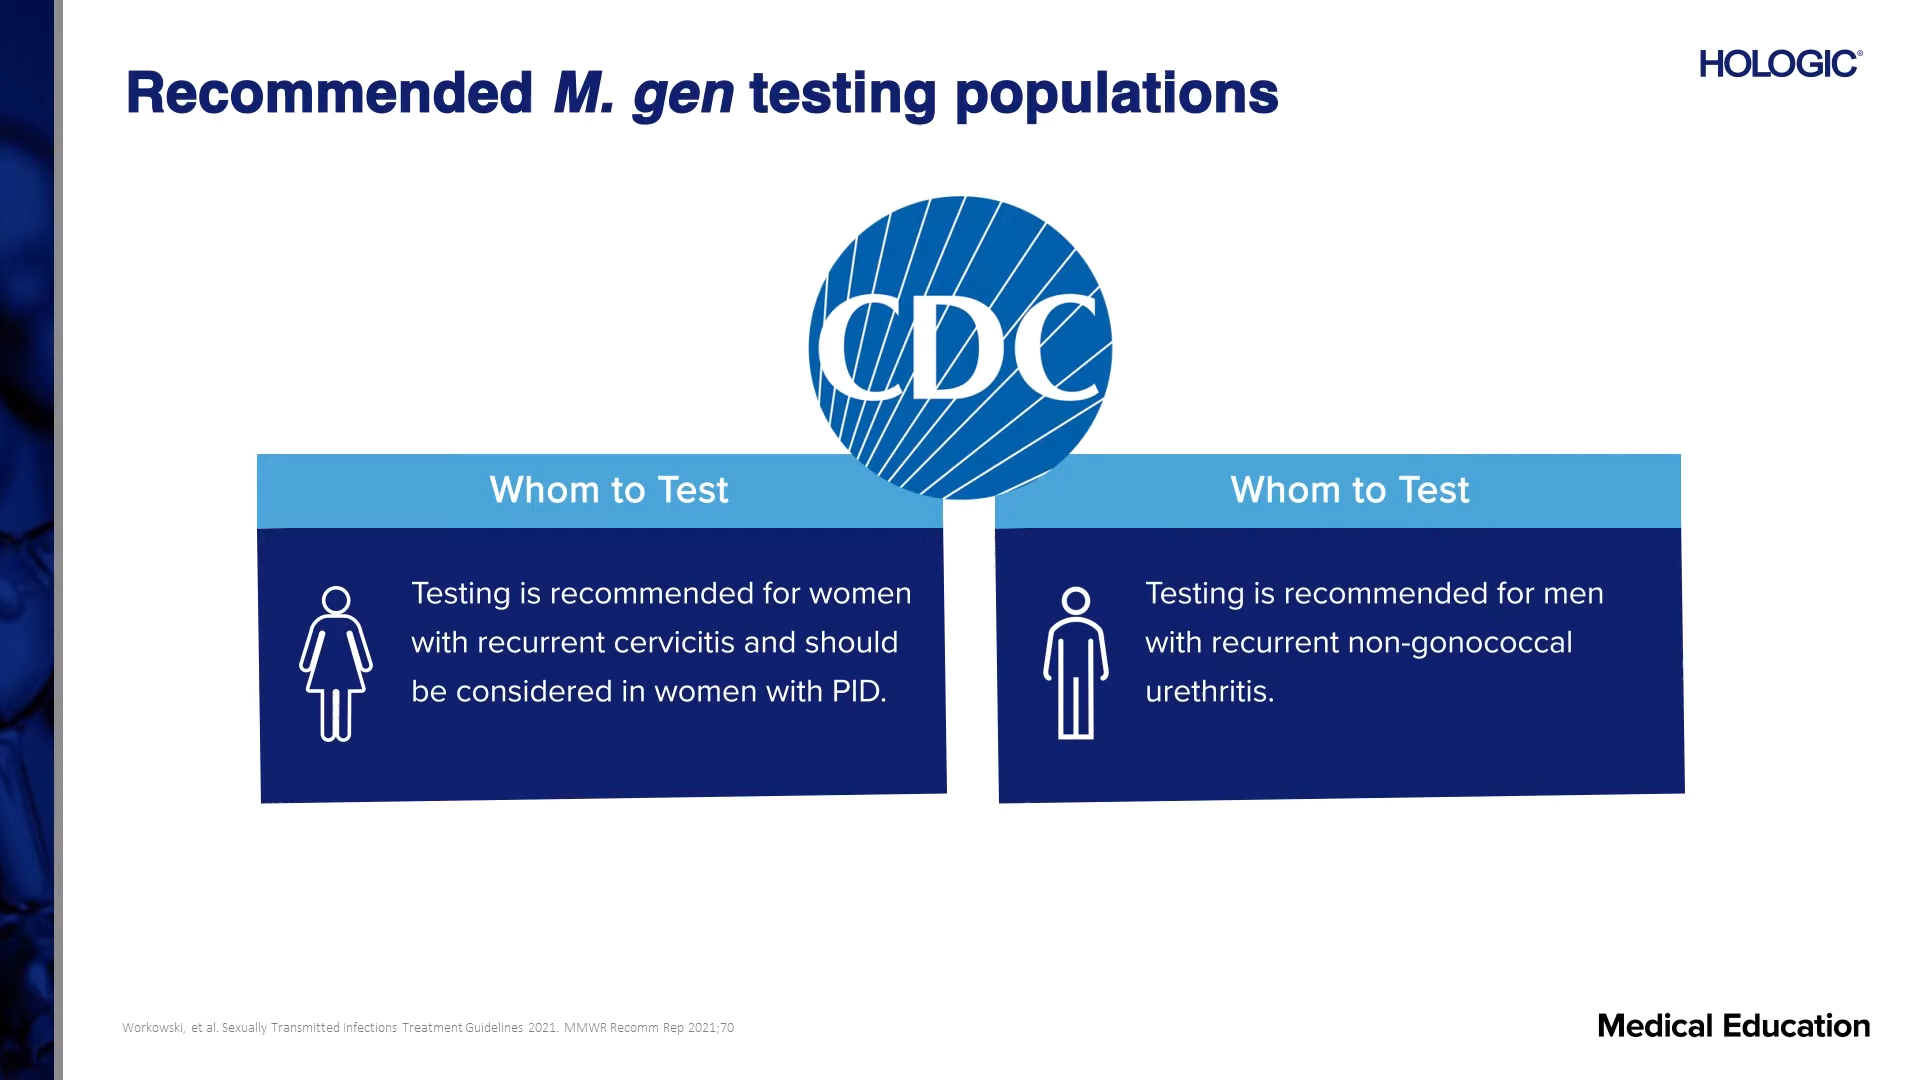 HOLOGIC®
Recommended M. gen testing populations
CDC
Whom to Test
Testing is recommended for women
with recurrent cervicitis and should
be considered in women with PID.
Whom to Test
Testing is recommended for men
with recurrent non-gonococcal
urethritis.
Workowski, et al. Sexually Transmitted Infections Treatment Guidelines 2021. MMWR Recomm Rep 2021;70
Medical Education